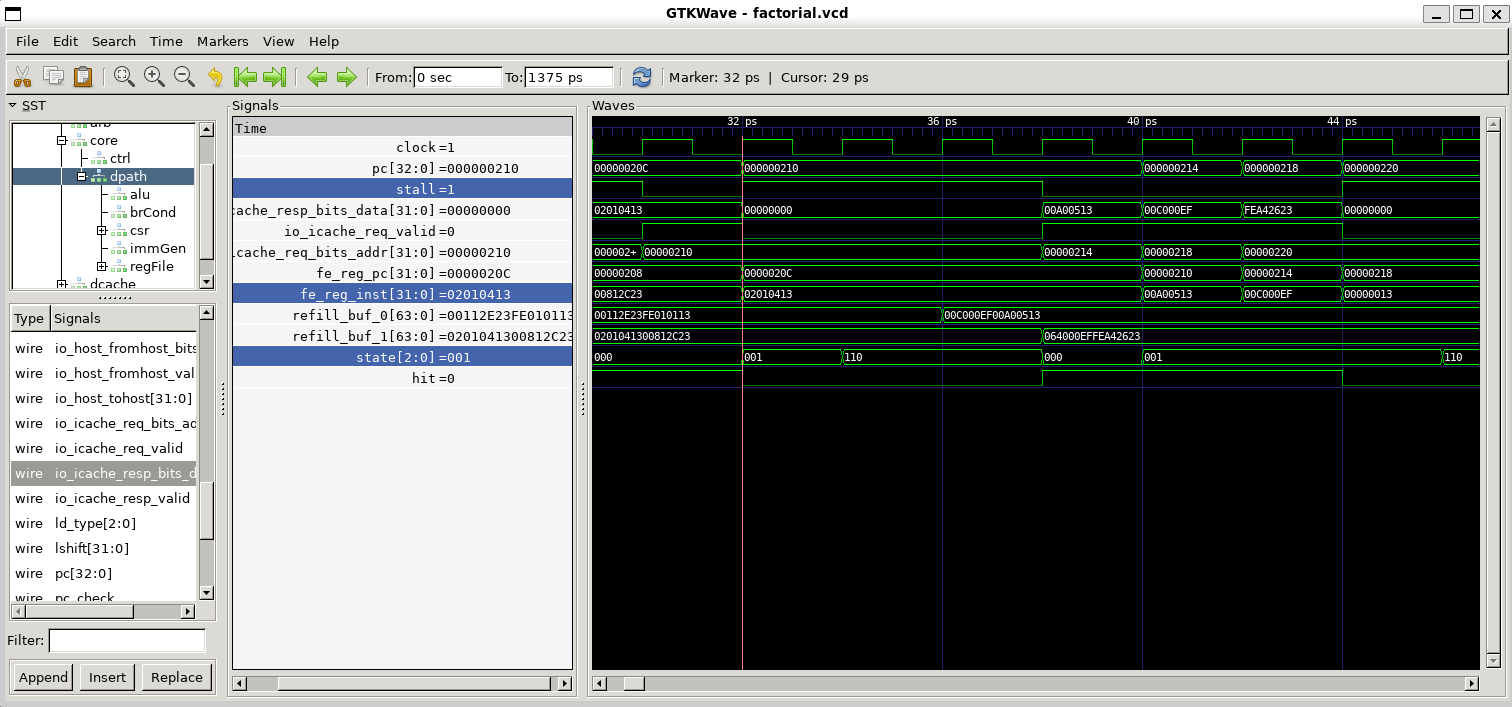 GTKWave - factorial.vcd
File Edit Search Time Markers View Help
From: 0 sec To: 1375 ps Marker: 32 ps | Cursor: 29 ps
SST
core
ctrl
dpath
alu
brCond
csr
immGen
regFile
dcache
Type Signals
wire io_host_fromhost_bits
wire io_host_fromhost_val
wire io_host_tohost[31:0]
wire io_icache_req_bits_ad
wire io_icache_req_valid
wire io_icache_resp_bits_d
wire io_icache_resp_valid
wire ld_type[2:0]
wire lshift[31:0]
wire pc[32:0]
wire pc_check
Filter:
Append Insert Replace
Signals
Time
clock=1
pc[32:0]=000000210
stall=1
cache_resp_bits_data[31:0]=00000000
io_icache_req_valid=0
icache_req_bits_addr[31:0]=00000210
fe_reg_pc[31:0]=0000020C
fe_reg_inst[31:0]=02010413
refill_buf_0[63:0]=00112E23FE010113
refill_buf_1[63:0]=0201041300812C23
state[2:0]=001
hit=0
Waves
32 ps 36 ps 40 ps 44 ps
00000020C 000000210 000000214 000000218 000000220
02010413 00000000 00A00513 00C000EF FEA42623 00000000
000002+ 00000210 00000214 00000218 00000220
00000208 0000020C 00000210 00000214 00000218
00812C23 02010413 00A00513 00C000EF 00000013
00112E23FE010113 00C000EF00A00513
0201041300812C23 064000EFFEA42623
000 001 110 000 001 110